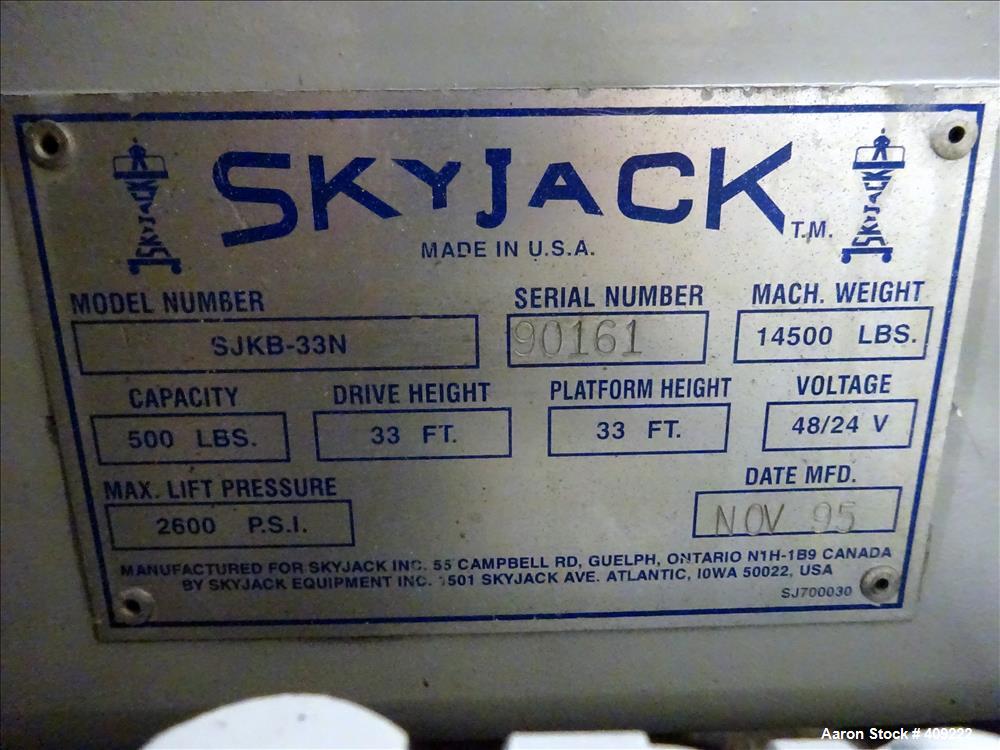 SKYJACK SKYJACK T.M. SKYJACK
MADE IN U.S.A.
MODEL NUMBER SERIAL NUMBER MACH. WEIGHT
SJKB-33N 90161 14500 LBS.
CAPACITY DRIVE HEIGHT PLATFORM HEIGHT VOLTAGE
500 LBS. 33 FT. 33 FT. 48/24 V
MAX. LIFT PRESSURE DATE MFD.
2600 P.S.I. NOV 95
MANUFACTURED FOR SKYJACK INC. 55 CAMPBELL RD, GUELPH, ONTARIO N1H-1B9 CANADA
BY SKYJACK EQUIPMENT INC. 1501 SKYJACK AVE. ATLANTIC, IOWA 50022, USA
SJ700030
Aaron Stock # 409222